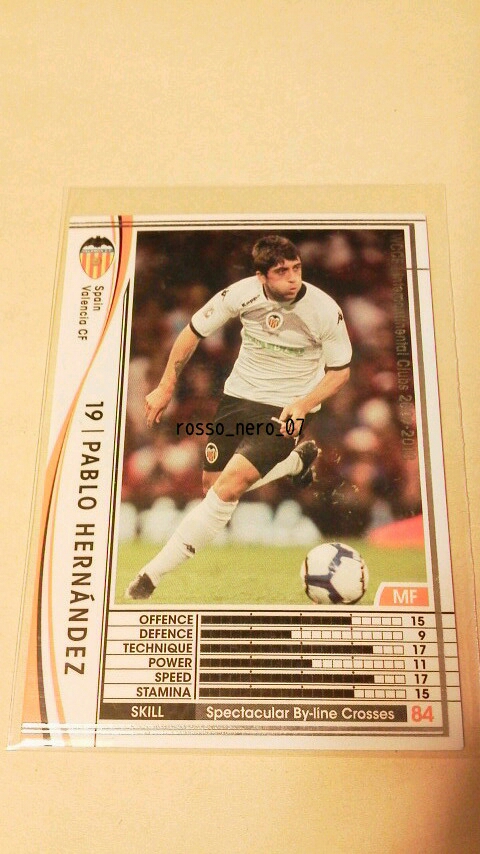 Spain
Valencia CF
19 | PABLO HERNÁNDEZ
rosso_nero_07
MF
OFFENCE 15
DEFENCE 9
TECHNIQUE 17
POWER 11
SPEED 17
STAMINA 15
SKILL Spectacular By-line Crosses 84